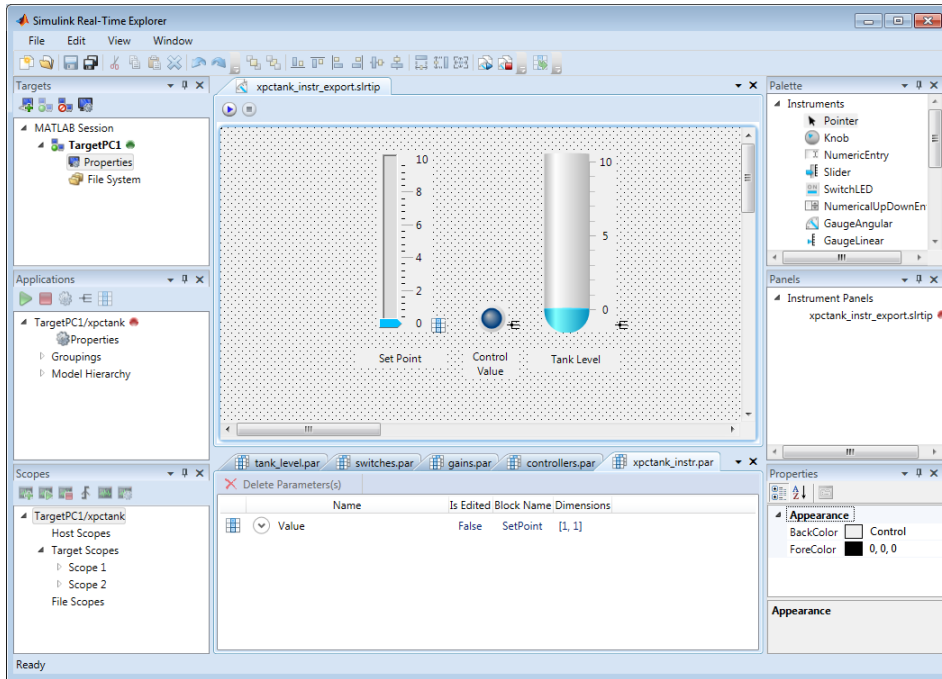 Simulink Real-Time Explorer
File Edit View Window
Targets
MATLAB Session
TargetPC1
Properties
File System
Applications
TargetPC1/xpctank
Properties
Groupings
Model Hierarchy
Scopes
TargetPC1/xpctank
Host Scopes
Target Scopes
Scope 1
Scope 2
File Scopes
xpctank_instr_export.slrtip
10
8
6
4
2
0
Set Point
Control
Value
10
5
0
Tank Level
tank_level.par switches.par gains.par controllers.par xpctank_instr.par
Delete Parameters(s)
Name Is Edited Block Name Dimensions
Value False SetPoint [1, 1]
Palette
Instruments
Pointer
Knob
NumericEntry
Slider
SwitchLED
NumericalUpDownEn
GaugeAngular
GaugeLinear
Panels
Instrument Panels
xpctank_instr_export.slrtip
Properties
Appearance
BackColor Control
ForeColor 0, 0, 0
Appearance
Ready